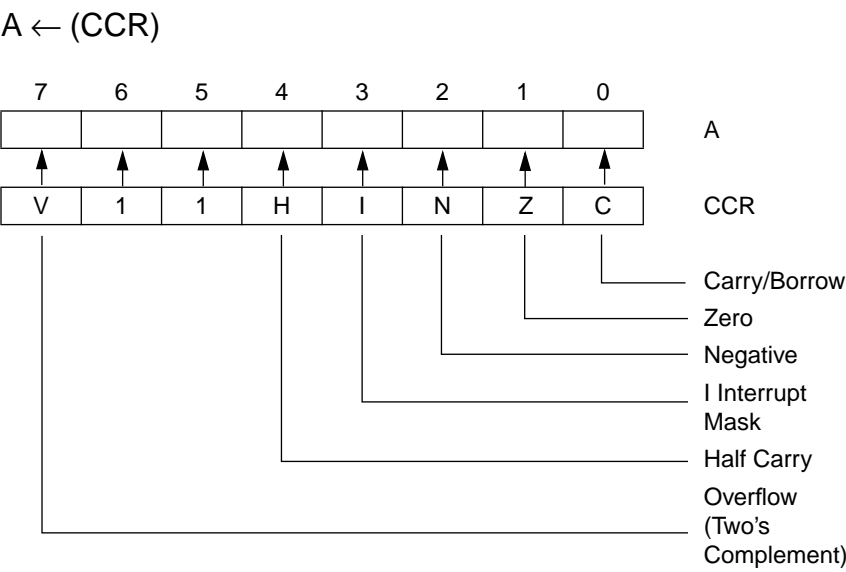 A ← (CCR)
7 6 5 4 3 2 1 0
A
V 1 1 H I N Z C CCR
Carry/Borrow
Zero
Negative
I Interrupt
Mask
Half Carry
Overflow
(Two's
Complement)